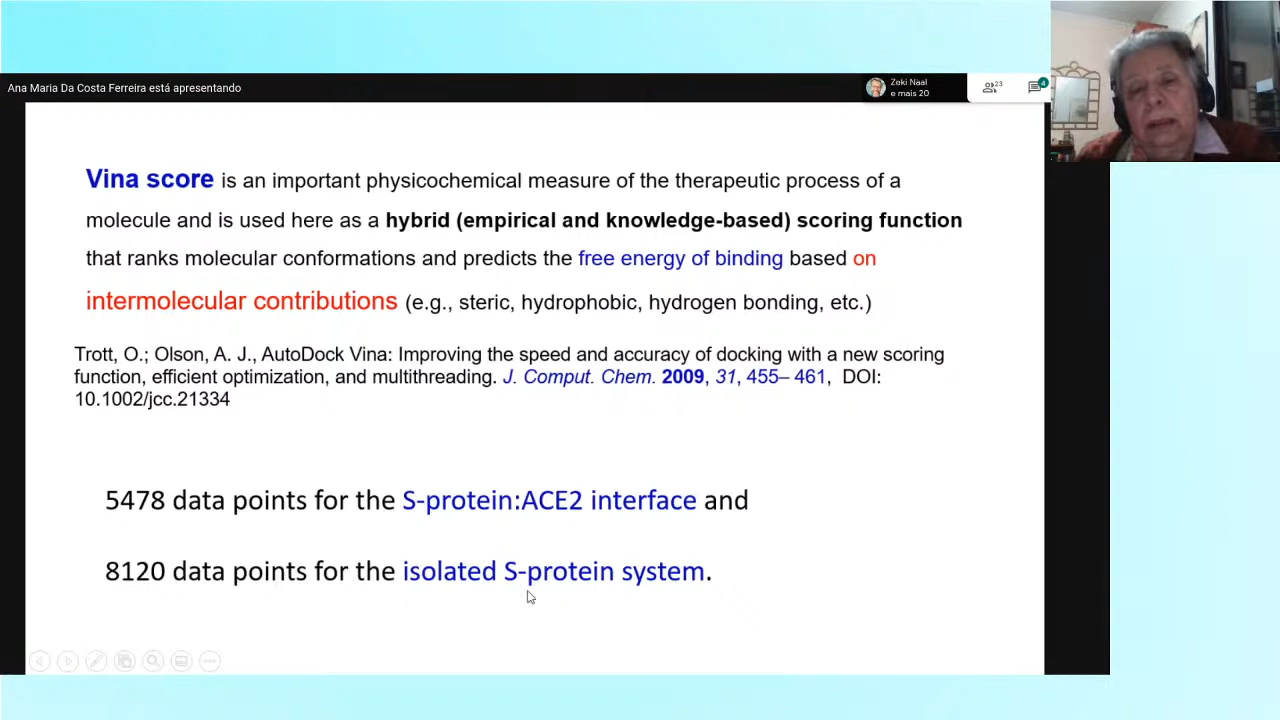 Ana Maria Da Costa Ferreira está apresentando
Zeki Naal
e mais 20
23
4
Vina score is an important physicochemical measure of the therapeutic process of a
molecule and is used here as a hybrid (empirical and knowledge-based) scoring function
that ranks molecular conformations and predicts the free energy of binding based on
intermolecular contributions (e.g., steric, hydrophobic, hydrogen bonding, etc.)
Trott, O.; Olson, A. J., AutoDock Vina: Improving the speed and accuracy of docking with a new scoring
function, efficient optimization, and multithreading. J. Comput. Chem. 2009, 31, 455– 461, DOI:
10.1002/jcc.21334
5478 data points for the S-protein:ACE2 interface and
8120 data points for the isolated S-protein system.